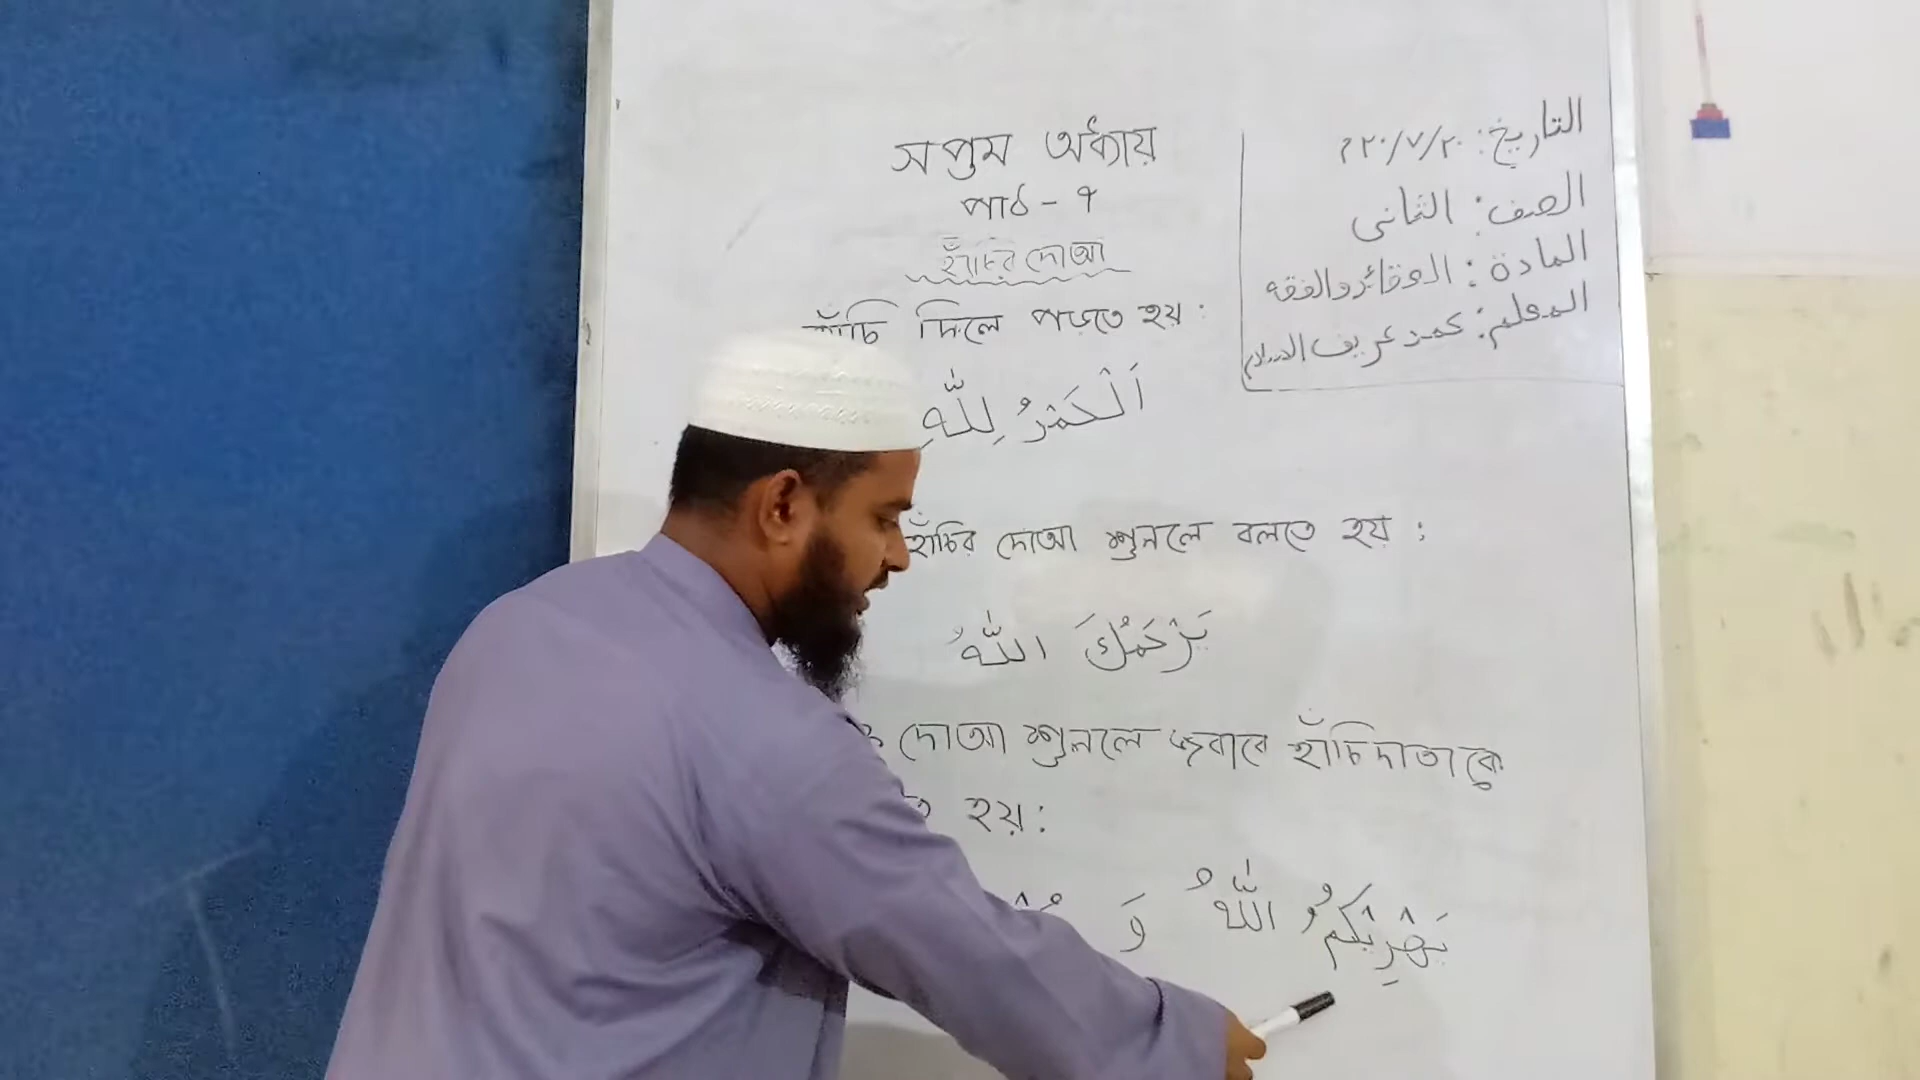 সপ্তম অধ্যায়
পাঠ - ৭
হাঁচির দোআ
হাঁচি দিলে পড়তে হয় :
اَلْحَمْدُ لِلّٰهِ
হাঁচির দোআ শুনলে বলতে হয় :
يَرْحَمُكَ اللّٰهُ
দোআ শুনলে জবাবে হাঁচিদাতাকে
হয় :
يَهْدِيْكُمُ اللّٰهُ وَ
التاريخ :
الصف : الثانى
المادة : العقائد والفقه
المعلم :